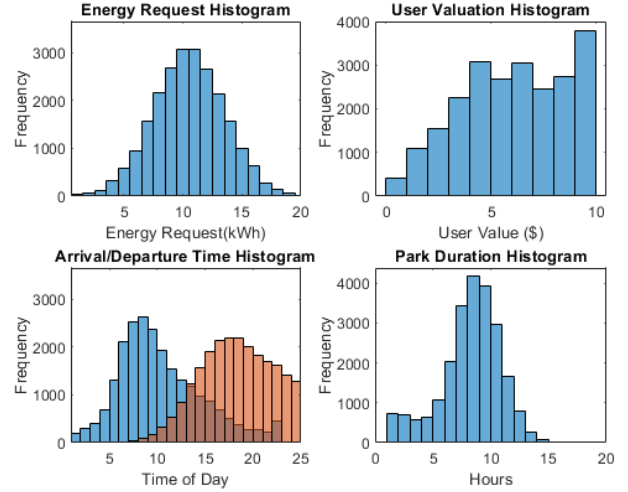 Energy Request Histogram
Frequency
3000
2000
1000
0
5
10
15
20
Energy Request(kWh)
User Valuation Histogram
Frequency
4000
3000
2000
1000
0
0
5
10
User Value ($)
Arrival/Departure Time Histogram
Frequency
3000
2000
1000
0
5
10
15
20
25
Time of Day
Park Duration Histogram
Frequency
4000
3000
2000
1000
0
0
5
10
15
20
Hours